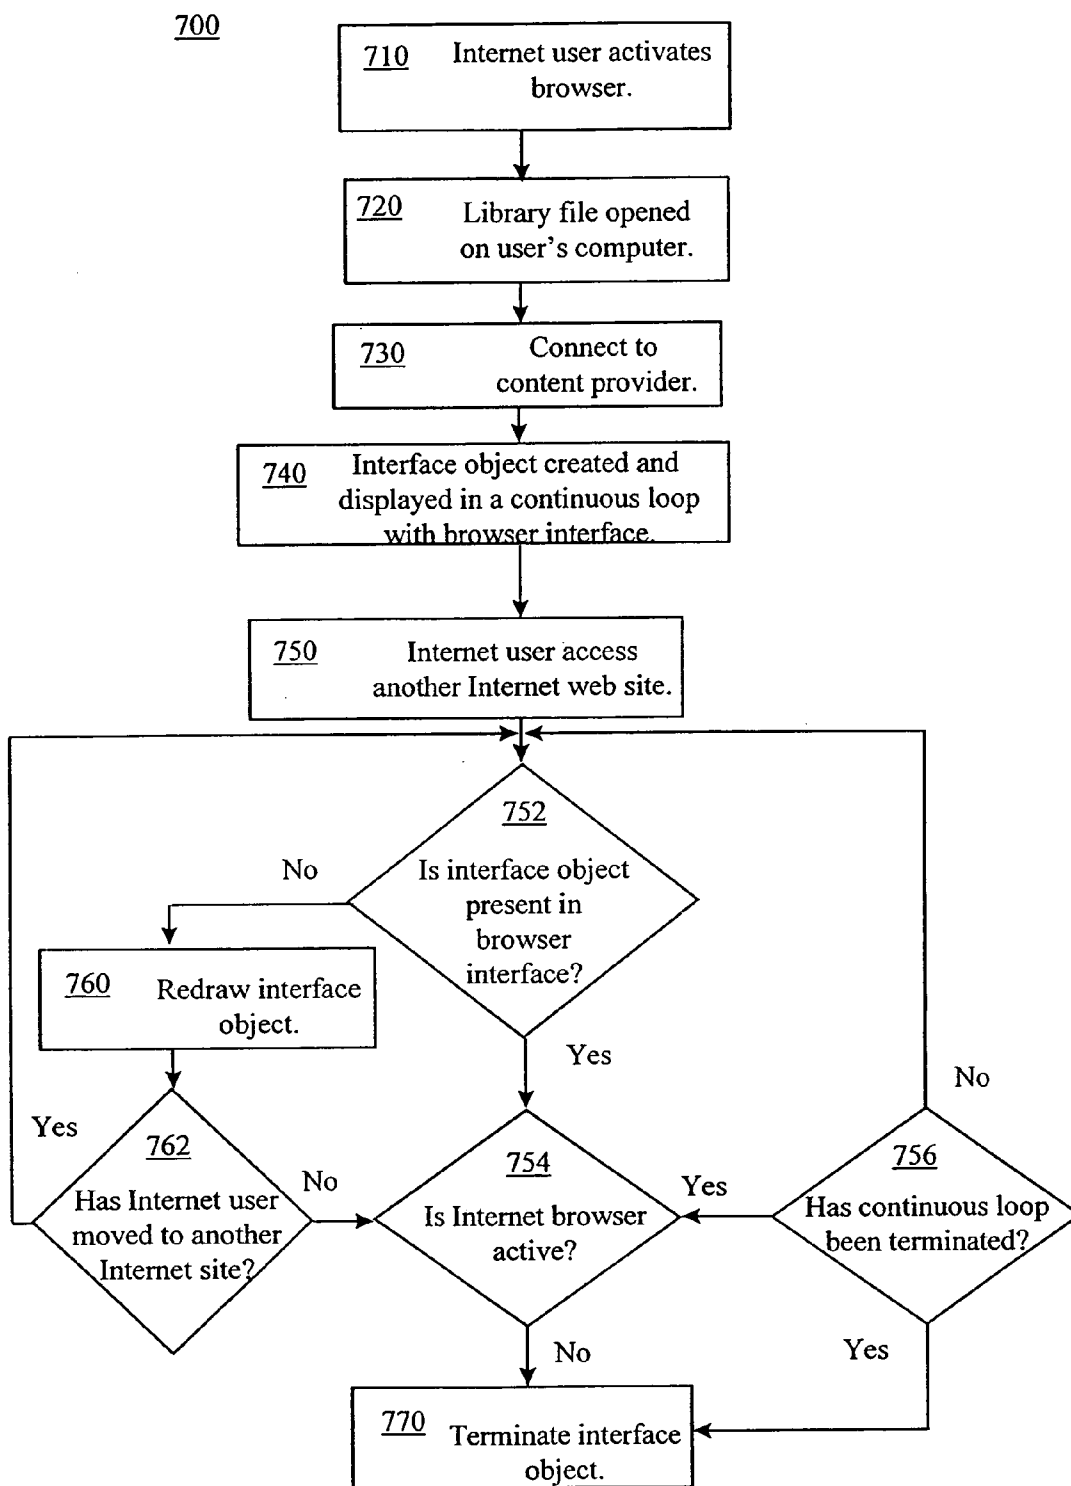 700
710 Internet user activates
browser.
720 Library file opened
on user's computer.
730 Connect to
content provider.
740 Interface object created and
displayed in a continuous loop
with browser interface.
750 Internet user access
another Internet web site.
752
Is interface object
present in
browser
interface?
No
760 Redraw interface
object.
Yes
No
Yes
762
Has Internet user
moved to another
Internet site?
No
754
Is Internet browser
active?
Yes
756
Has continuous loop
been terminated?
No
Yes
770 Terminate interface
object.